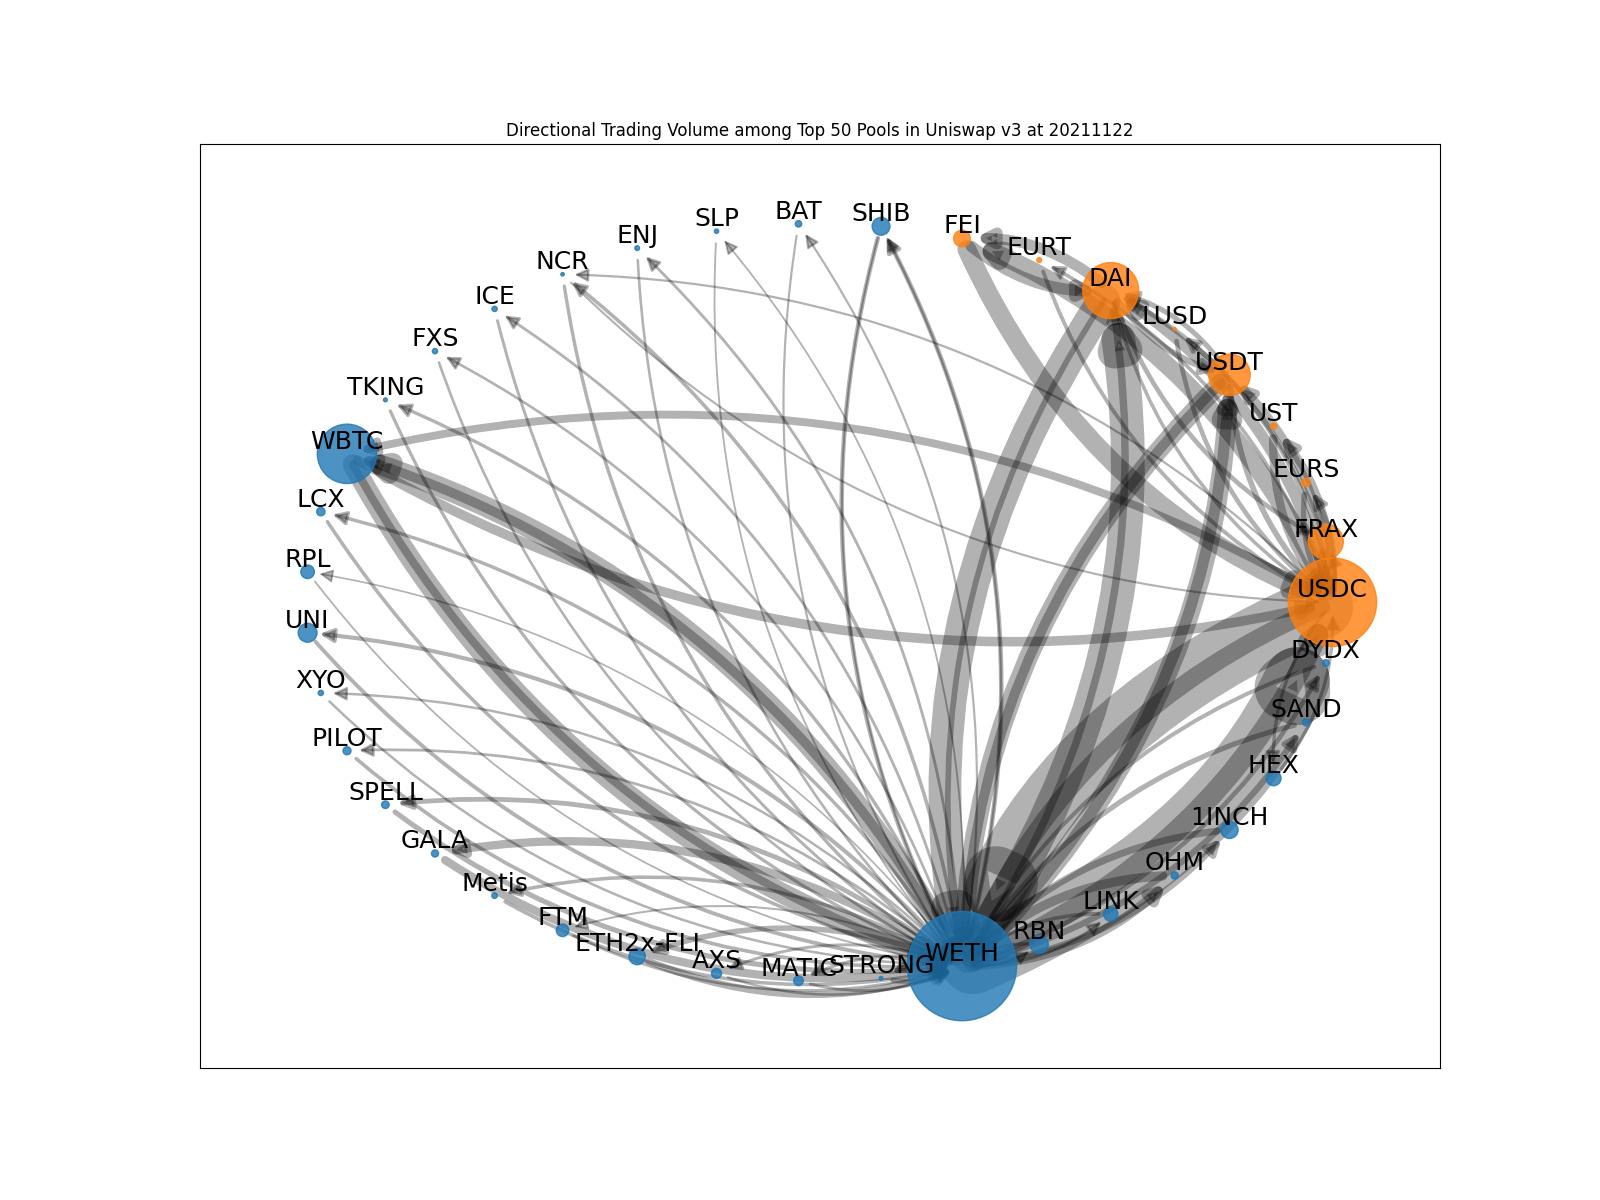 Directional Trading Volume among Top 50 Pools in Uniswap v3 at 20211122
SHIB
BAT
SLP
ENJ
NCR
ICE
FXS
TKING
WBTC
LCX
RPL
UNI
XYO
PILOT
SPELL
GALA
Metis
FTM
ETH2x-FLI
AXS
MATIC
STRONG
WETH
RBN
LINK
OHM
1INCH
HEX
SAND
DYDX
USDC
FRAX
EURS
UST
USDT
LUSD
DAI
EURT
FEI